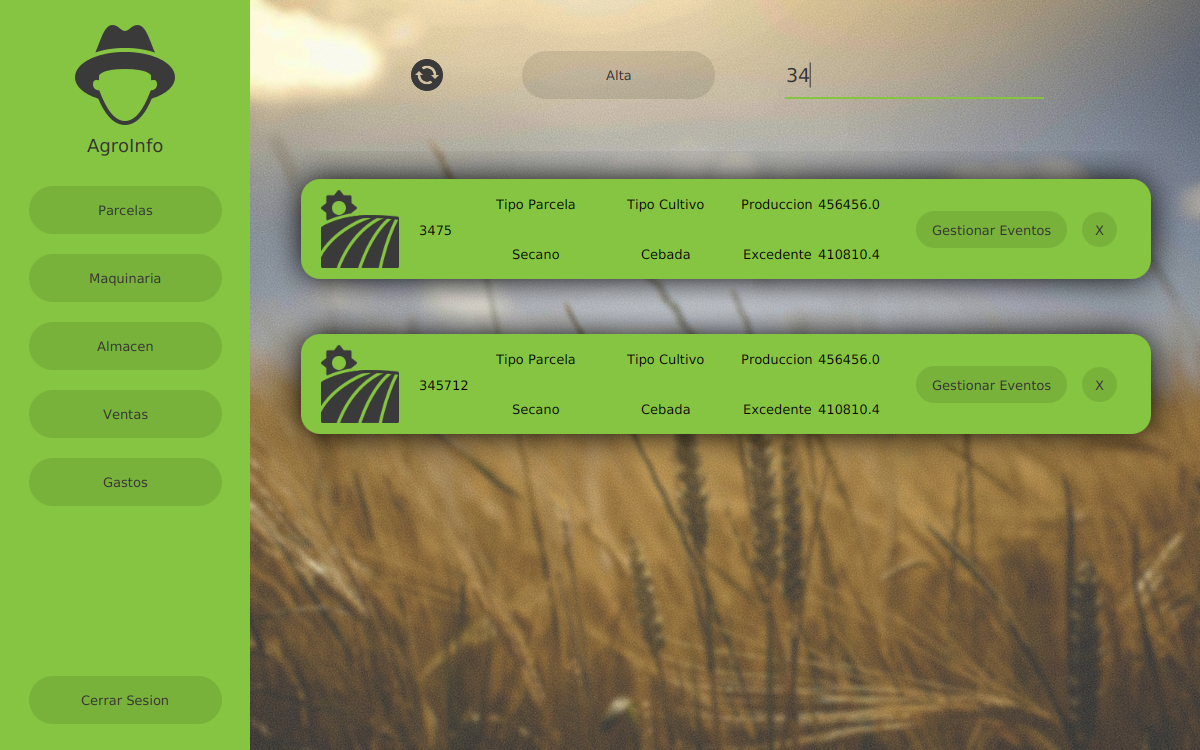 AgroInfo
Parcelas
Maquinaria
Almacen
Ventas
Gastos
Cerrar Sesion
Alta
34
Tipo Parcela Tipo Cultivo Produccion 456456.0
3475 Gestionar Eventos X
Secano Cebada Excedente 410810.4
Tipo Parcela Tipo Cultivo Produccion 456456.0
345712 Gestionar Eventos X
Secano Cebada Excedente 410810.4